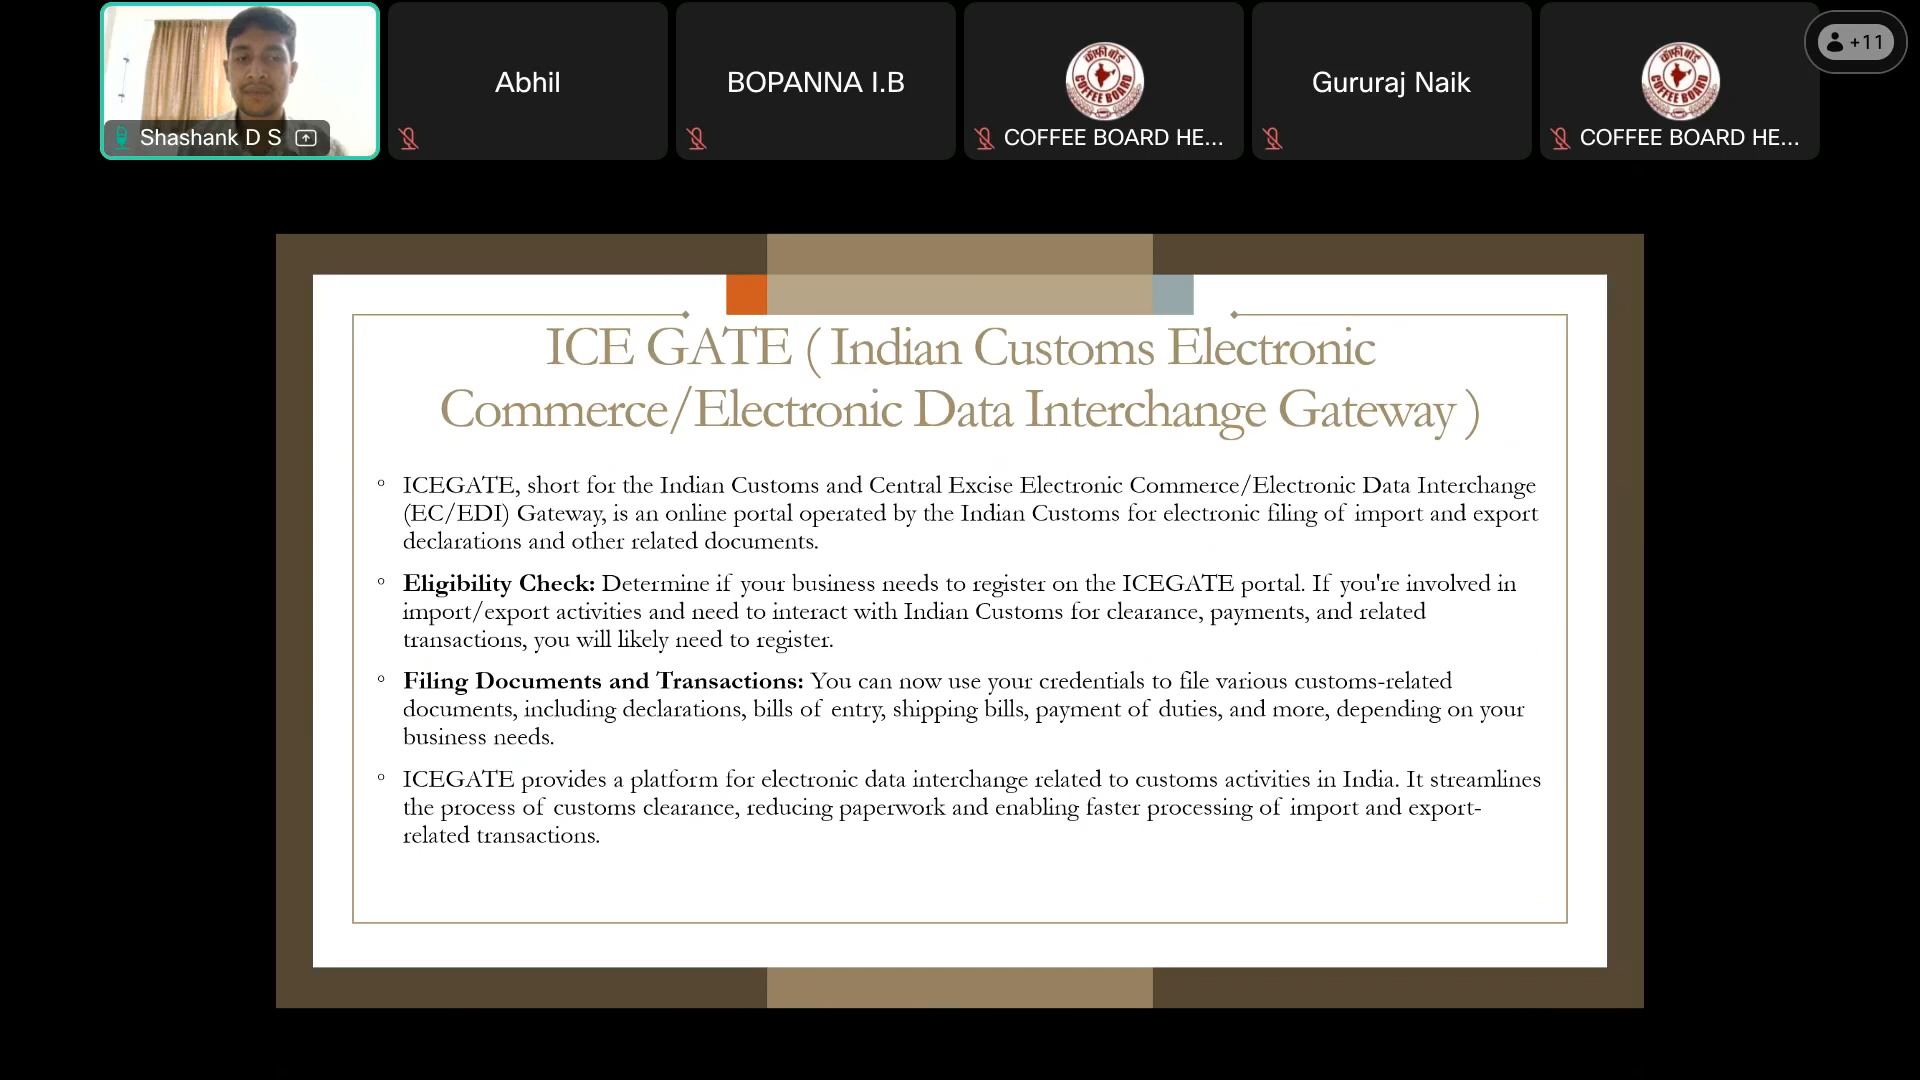 Shashank D S
Abhil
BOPANNA I.B
कॉफी बोर्ड
COFFEE BOARD
COFFEE BOARD HE...
Gururaj Naik
कॉफी बोर्ड
COFFEE BOARD
COFFEE BOARD HE...
+11
ICE GATE ( Indian Customs Electronic
Commerce/Electronic Data Interchange Gateway )
ICEGATE, short for the Indian Customs and Central Excise Electronic Commerce/Electronic Data Interchange
(EC/EDI) Gateway, is an online portal operated by the Indian Customs for electronic filing of import and export
declarations and other related documents.
Eligibility Check: Determine if your business needs to register on the ICEGATE portal. If you're involved in
import/export activities and need to interact with Indian Customs for clearance, payments, and related
transactions, you will likely need to register.
Filing Documents and Transactions: You can now use your credentials to file various customs-related
documents, including declarations, bills of entry, shipping bills, payment of duties, and more, depending on your
business needs.
ICEGATE provides a platform for electronic data interchange related to customs activities in India. It streamlines
the process of customs clearance, reducing paperwork and enabling faster processing of import and export-
related transactions.